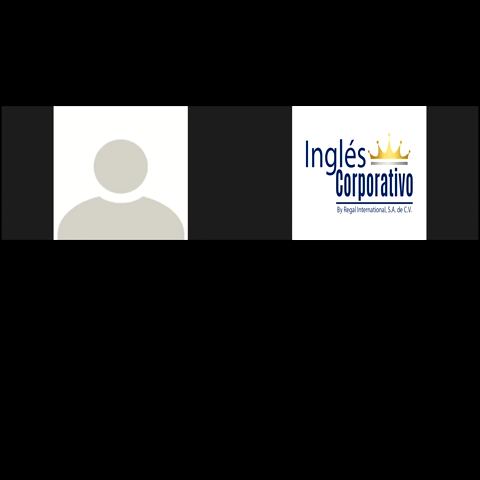 Inglés
Corporativo
By Regal International, S.A. de C.V.